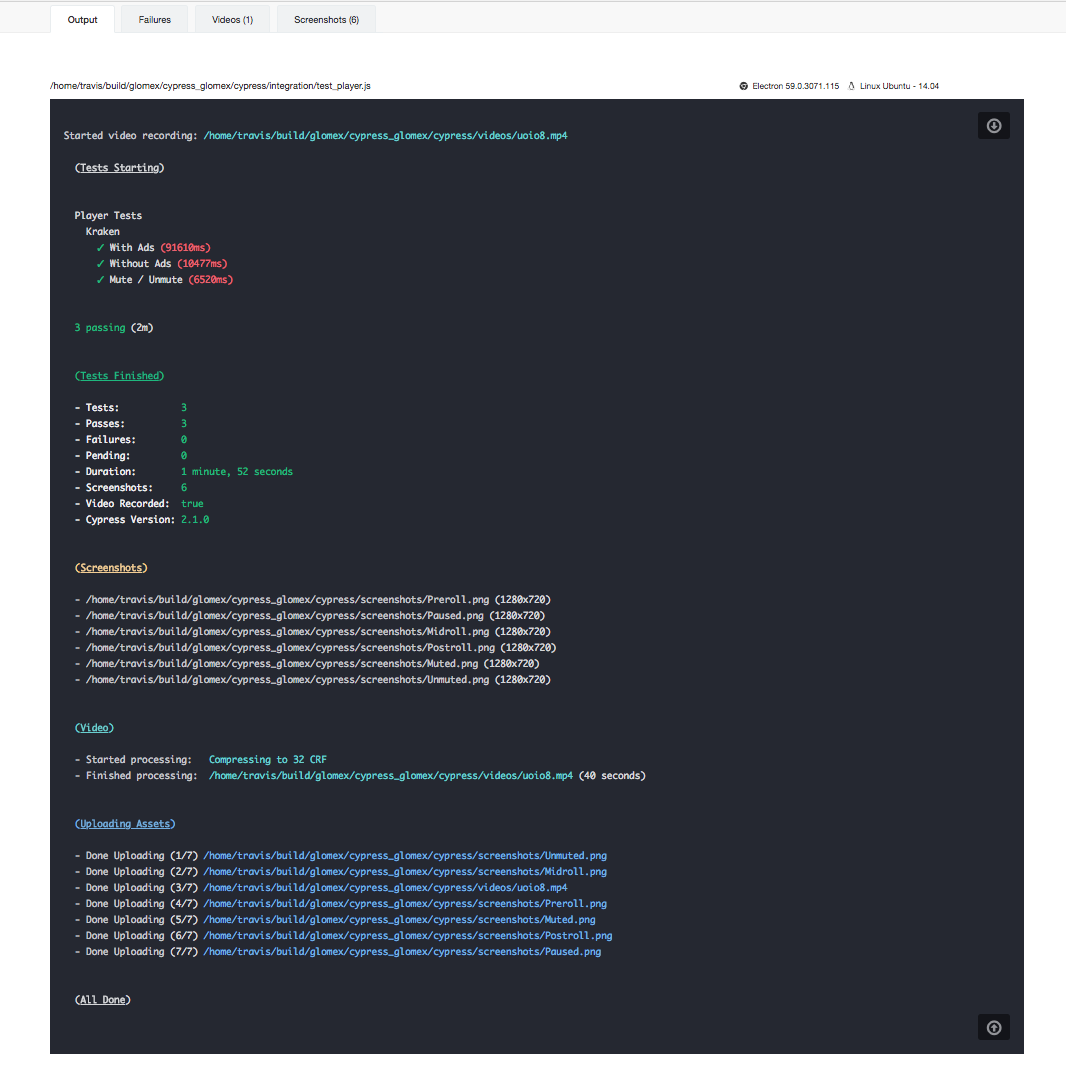 Output Failures Videos (1) Screenshots (6)
/home/travis/build/glomex/cypress_glomex/cypress/integration/test_player.js Electron 59.0.3071.115 Linux Ubuntu - 14.04
Started video recording: /home/travis/build/glomex/cypress_glomex/cypress/videos/uoio8.mp4
(Tests Starting)
Player Tests
Kraken
✓ With Ads (91610ms)
✓ Without Ads (10477ms)
✓ Mute / Unmute (6520ms)
3 passing (2m)
(Tests Finished)
- Tests: 3
- Passes: 3
- Failures: 0
- Pending: 0
- Duration: 1 minute, 52 seconds
- Screenshots: 6
- Video Recorded: true
- Cypress Version: 2.1.0
(Screenshots)
- /home/travis/build/glomex/cypress_glomex/cypress/screenshots/Preroll.png (1280x720)
- /home/travis/build/glomex/cypress_glomex/cypress/screenshots/Paused.png (1280x720)
- /home/travis/build/glomex/cypress_glomex/cypress/screenshots/Midroll.png (1280x720)
- /home/travis/build/glomex/cypress_glomex/cypress/screenshots/Postroll.png (1280x720)
- /home/travis/build/glomex/cypress_glomex/cypress/screenshots/Muted.png (1280x720)
- /home/travis/build/glomex/cypress_glomex/cypress/screenshots/Unmuted.png (1280x720)
(Video)
- Started processing: Compressing to 32 CRF
- Finished processing: /home/travis/build/glomex/cypress_glomex/cypress/videos/uoio8.mp4 (40 seconds)
(Uploading Assets)
- Done Uploading (1/7) /home/travis/build/glomex/cypress_glomex/cypress/screenshots/Unmuted.png
- Done Uploading (2/7) /home/travis/build/glomex/cypress_glomex/cypress/screenshots/Midroll.png
- Done Uploading (3/7) /home/travis/build/glomex/cypress_glomex/cypress/videos/uoio8.mp4
- Done Uploading (4/7) /home/travis/build/glomex/cypress_glomex/cypress/screenshots/Preroll.png
- Done Uploading (5/7) /home/travis/build/glomex/cypress_glomex/cypress/screenshots/Muted.png
- Done Uploading (6/7) /home/travis/build/glomex/cypress_glomex/cypress/screenshots/Postroll.png
- Done Uploading (7/7) /home/travis/build/glomex/cypress_glomex/cypress/screenshots/Paused.png
(All Done)